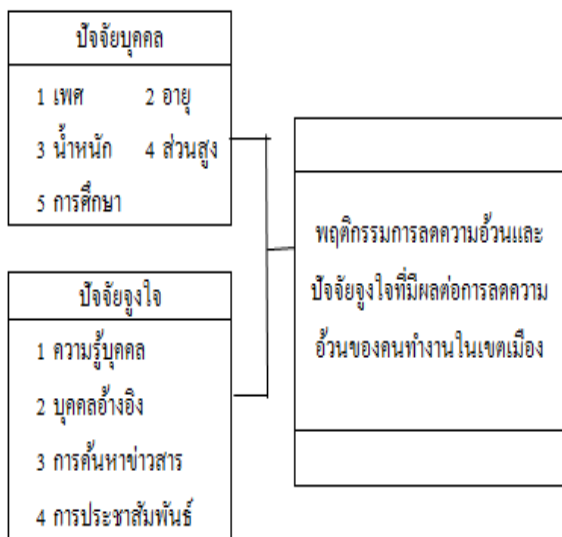 ปัจจัยบุคคล
1 เพศ 2 อายุ
3 น้ำหนัก 4 ส่วนสูง
5 การศึกษา
ปัจจัยจูงใจ
1 ความรู้บุคคล
2 บุคคลอ้างอิง
3 การค้นหาข่าวสาร
4 การประชาสัมพันธ์
พฤติกรรมการลดความอ้วนและ
ปัจจัยจูงใจที่มีผลต่อการลดความ
อ้วนของคนทำงานในเขตเมือง